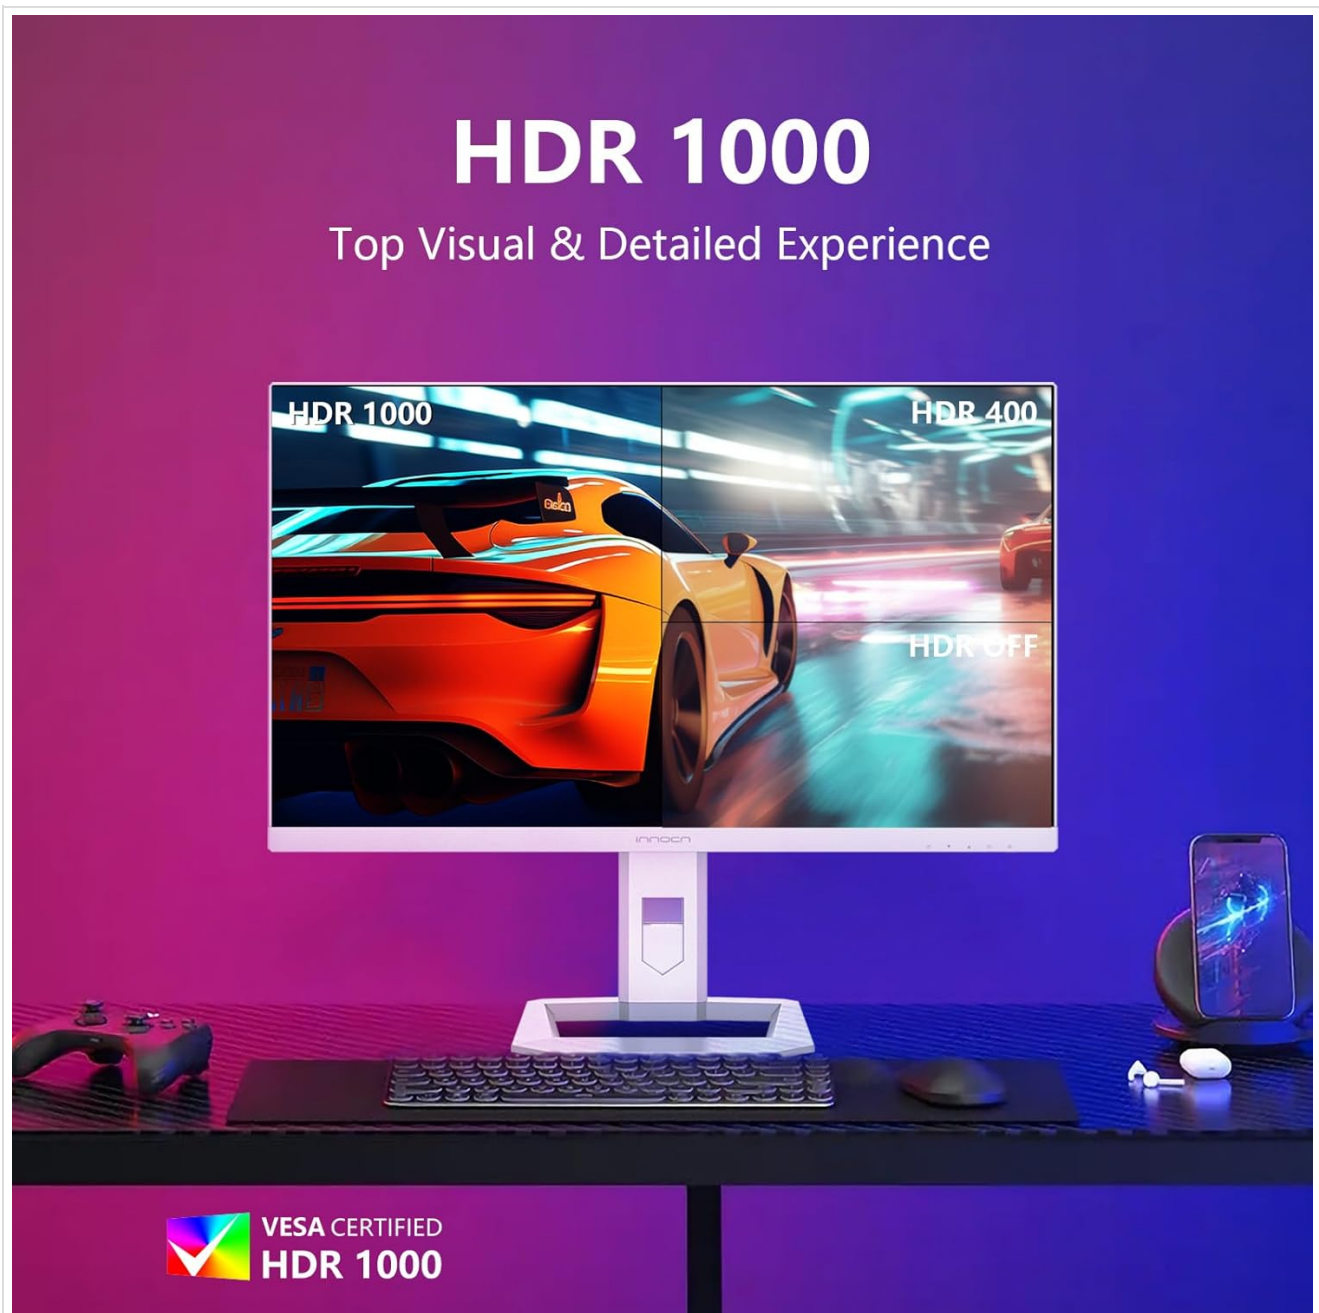 HDR 1000
Top Visual & Detailed Experience
HDR 1000
HDR 400
HDR OFF
INNOCN
VESA CERTIFIED
HDR 1000